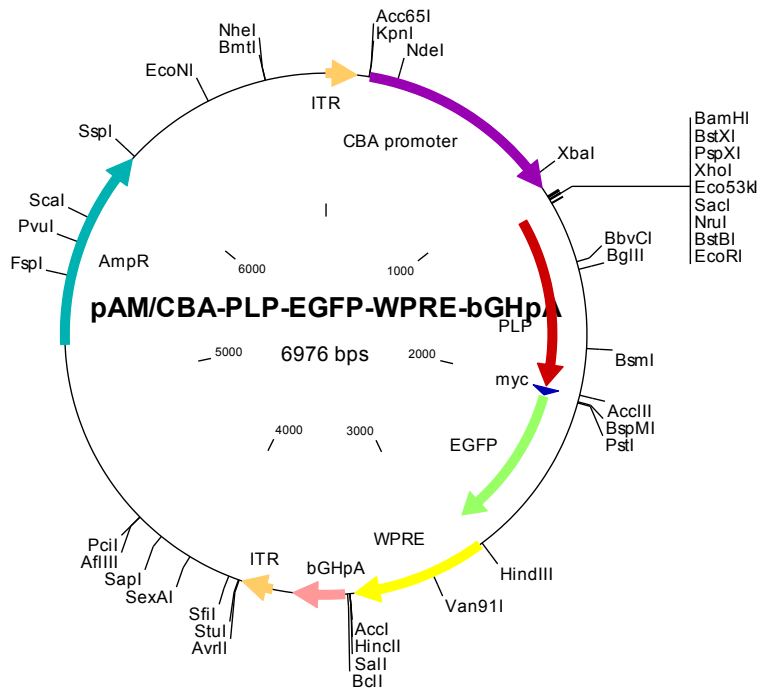 Acc65I
KpnI
NdeI
NheI
BmtI
EcoNI
ITR
CBA promoter
SspI
XbaI
BamHI
BstXI
PspXI
XhoI
Eco53kI
SacI
NruI
BstBI
EcoRI
ScaI
PvuI
FspI
AmpR
I
6000
1000
BbvCI
BglII
pAM/CBA-PLP-EGFP-WPRE-bGHpA
PLP
5000
6976 bps
2000
BsmI
myc
AccIII
BspMI
PstI
4000
3000
EGFP
PciI
AflIII
SapI
SexAI
ITR
bGHpA
WPRE
HindIII
Van91I
SfiI
StuI
AvrII
AccI
HincII
SalI
BclI